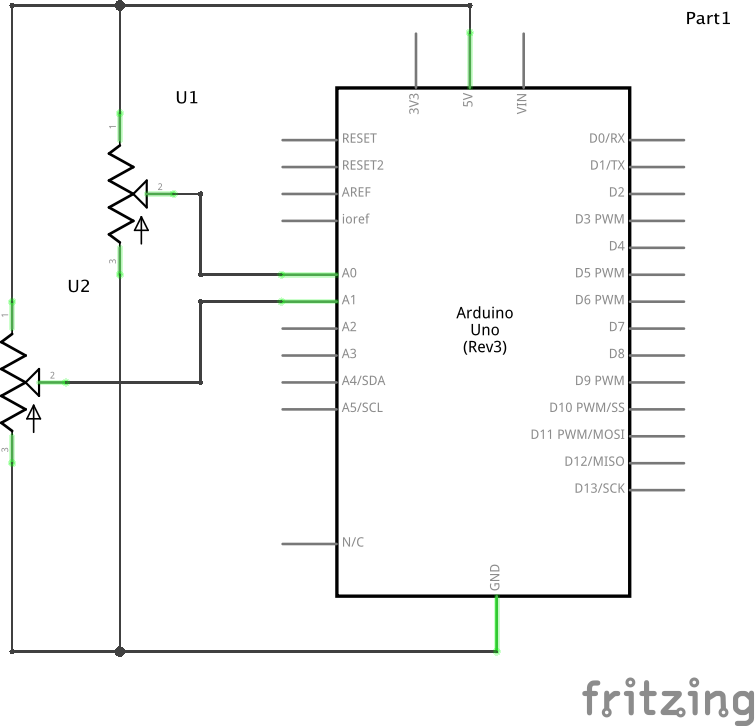 Part1
U1
3V3
5V
VIN
1
2
3
RESET
RESET2
AREF
ioref
A0
A1
A2
A3
A4/SDA
A5/SCL
N/C
D0/RX
D1/TX
D2
D3 PWM
D4
D5 PWM
D6 PWM
D7
D8
D9 PWM
D10 PWM/SS
D11 PWM/MOSI
D12/MISO
D13/SCK
U2
1
2
3
Arduino
Uno
(Rev3)
GND
fritzing